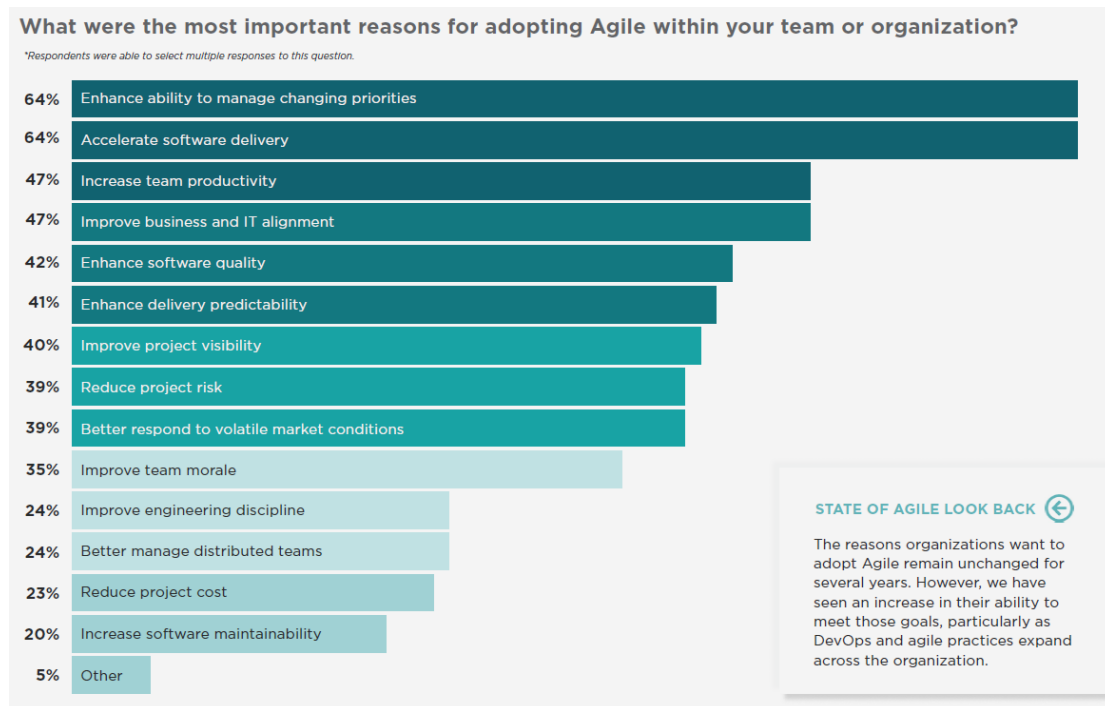 What were the most important reasons for adopting Agile within your team or organization?
*Respondents were able to select multiple responses to this question.
64% Enhance ability to manage changing priorities
64% Accelerate software delivery
47% Increase team productivity
47% Improve business and IT alignment
42% Enhance software quality
41% Enhance delivery predictability
40% Improve project visibility
39% Reduce project risk
39% Better respond to volatile market conditions
35% Improve team morale
24% Improve engineering discipline
24% Better manage distributed teams
23% Reduce project cost
20% Increase software maintainability
5% Other
STATE OF AGILE LOOK BACK
The reasons organizations want to
adopt Agile remain unchanged for
several years. However, we have
seen an increase in their ability to
meet those goals, particularly as
DevOps and agile practices expand
across the organization.